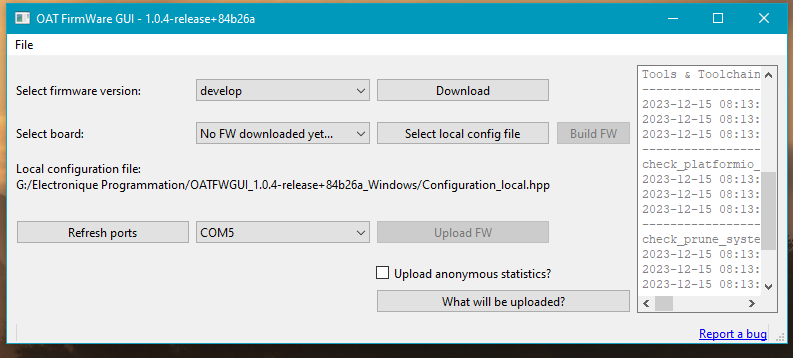 OAT FirmWare GUI - 1.0.4-release+84b26a
File
Select firmware version:
develop
Download
Select board:
No FW downloaded yet...
Select local config file
Build FW
Local configuration file:
G:/Electronique Programmation/OATFWGUI_1.0.4-release+84b26a_Windows/Configuration_local.hpp
Refresh ports
COM5
Upload FW
Upload anonymous statistics?
What will be uploaded?
Tools & Toolchain
--------------------
2023-12-15 08:13:
2023-12-15 08:13:
2023-12-15 08:13:
--------------------
check_platformio_
2023-12-15 08:13:
2023-12-15 08:13:
2023-12-15 08:13:
--------------------
check_prune_syste
2023-12-15 08:13:
2023-12-15 08:13:
2023-12-15 08:13:
Report a bug